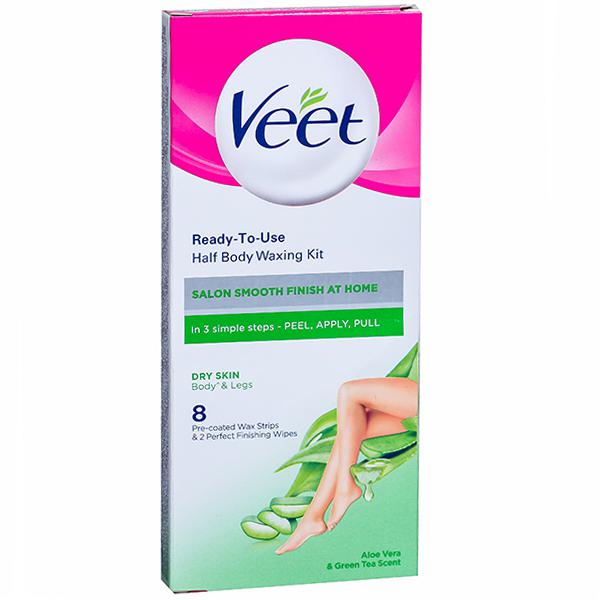 Veet
Ready-To-Use
Half Body Waxing Kit
SALON SMOOTH FINISH AT HOME
in 3 simple steps - PEEL, APPLY, PULL
DRY SKIN
Body^ & Legs
8
Pre-coated Wax Strips
& 2 Perfect Finishing Wipes
Aloe Vera
& Green Tea Scent